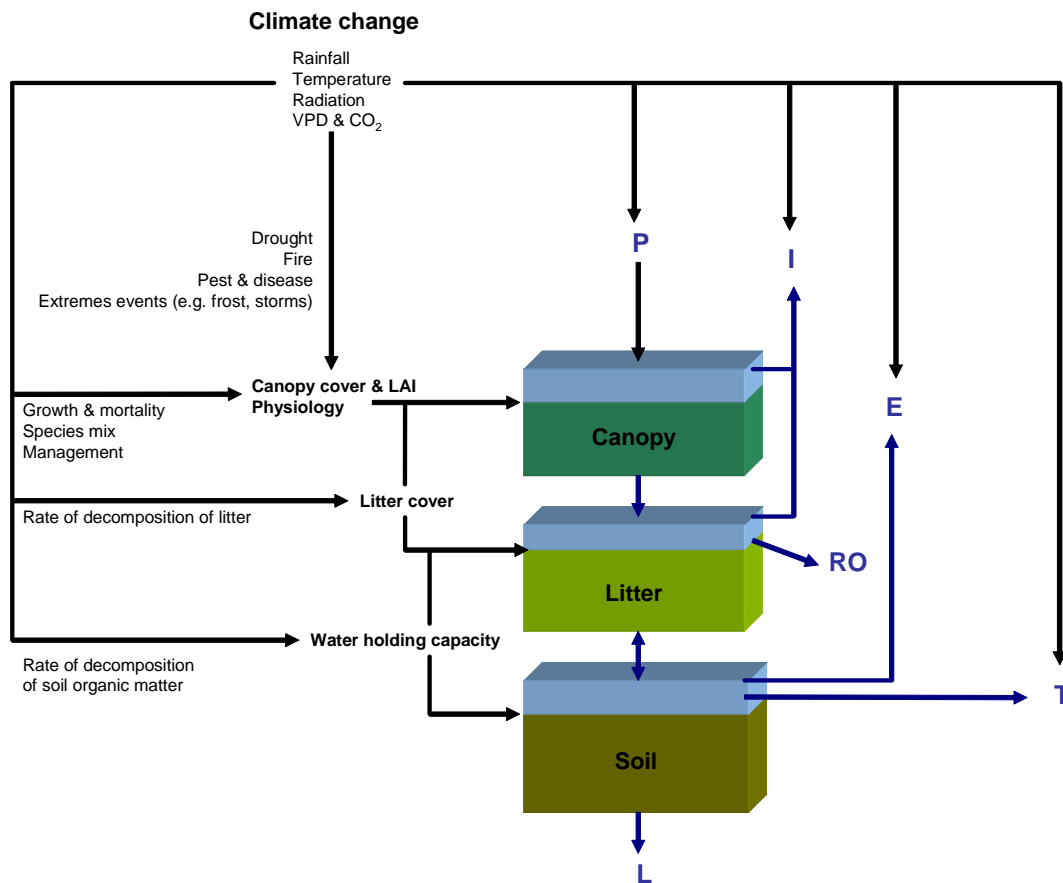 Climate change
Rainfall
Temperature
Radiation
VPD & CO₂
Drought
Fire
Pest & disease
Extremes events (e.g. frost, storms)
P
I
Canopy cover & LAI
Physiology
Growth & mortality
Species mix
Management
E
Canopy
Litter cover
Rate of decomposition of litter
RO
Litter
Water holding capacity
Rate of decomposition
of soil organic matter
T
Soil
L